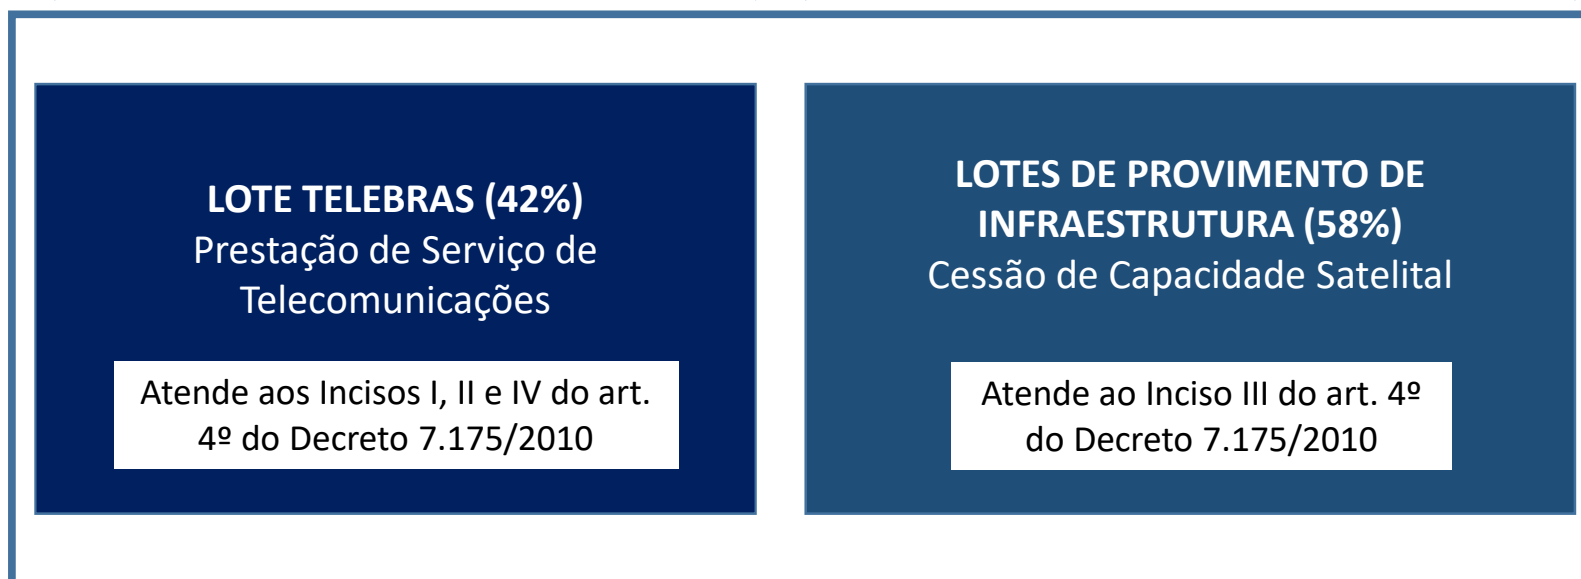 LOTE TELEBRAS (42%)
Prestação de Serviço de
Telecomunicações
Atende aos Incisos I, II e IV do art.
4º do Decreto 7.175/2010
LOTES DE PROVIMENTO DE
INFRAESTRUTURA (58%)
Cessão de Capacidade Satelital
Atende ao Inciso III do art. 4º
do Decreto 7.175/2010